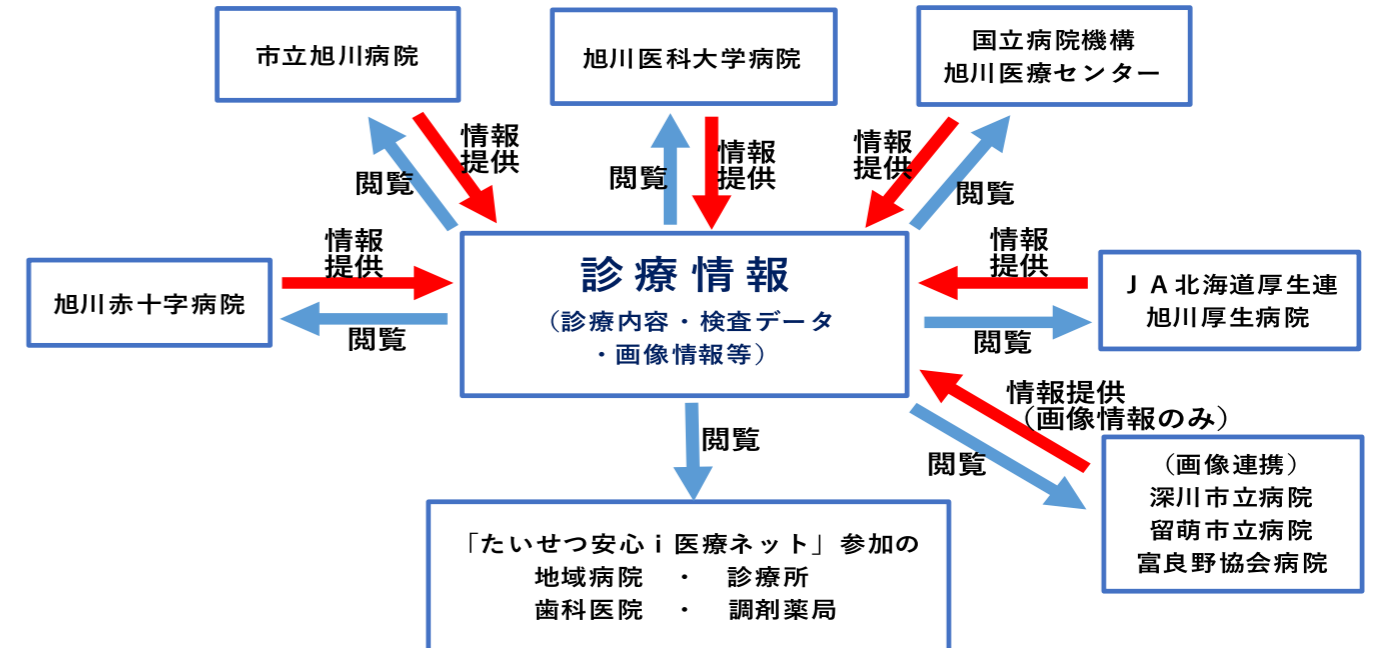 市立旭川病院
旭川医科大学病院
国立病院機構
旭川医療センター
情報
提供
閲覧
情報
提供
閲覧
情報
提供
閲覧
旭川赤十字病院
情報
提供
閲覧
診療情報
（診療内容・検査データ
・画像情報等）
情報
提供
閲覧
ＪＡ北海道厚生連
旭川厚生病院
情報提供
（画像情報のみ）
閲覧
（画像連携）
深川市立病院
留萌市立病院
富良野協会病院
閲覧
「たいせつ安心ｉ医療ネット」参加の
地域病院　・　診療所
歯科医院　・　調剤薬局